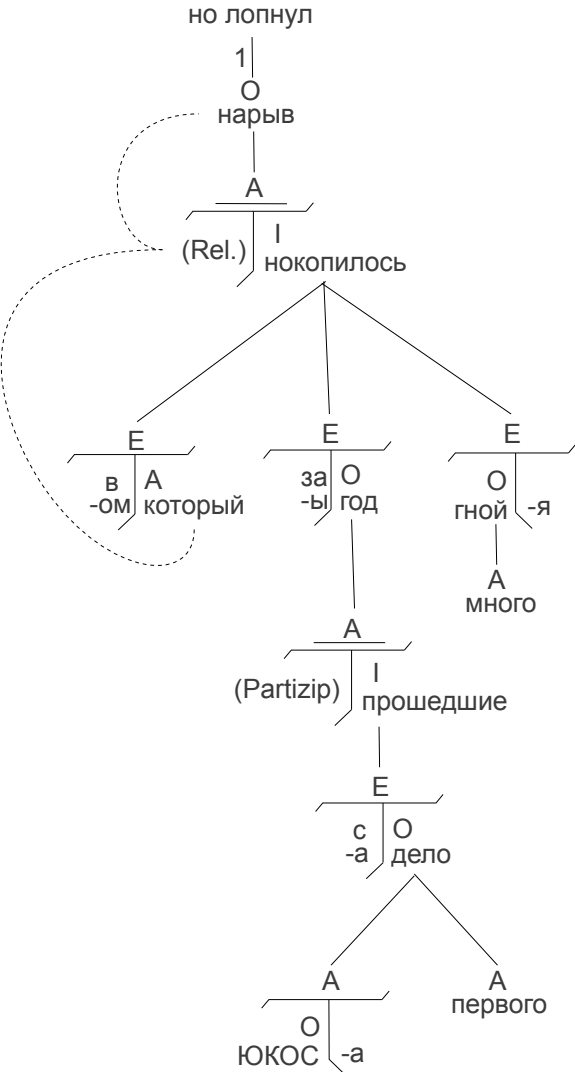 но лопнул
1
О
нарыв
А
(Rel.) I
нокопилось
Е Е Е
в А
-ом который
за О
-ы год
О
гной -я
А
много
А
(Partizip) I
прошедшие
Е
с О
-а дело
А А
первого
О
ЮКОС -а